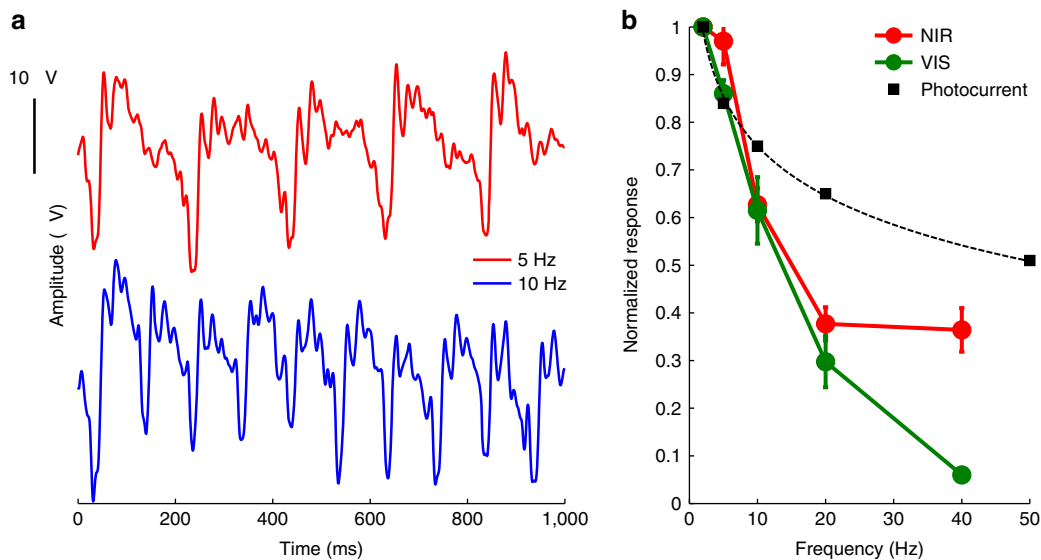 a
10 V
Amplitude ( V)
5 Hz
10 Hz
0 200 400 600 800 1,000
Time (ms)
b
NIR
VIS
Photocurrent
1
0.9
0.8
0.7
0.6
0.5
0.4
0.3
0.2
0.1
0
0 10 20 30 40 50
Normalized response
Frequency (Hz)